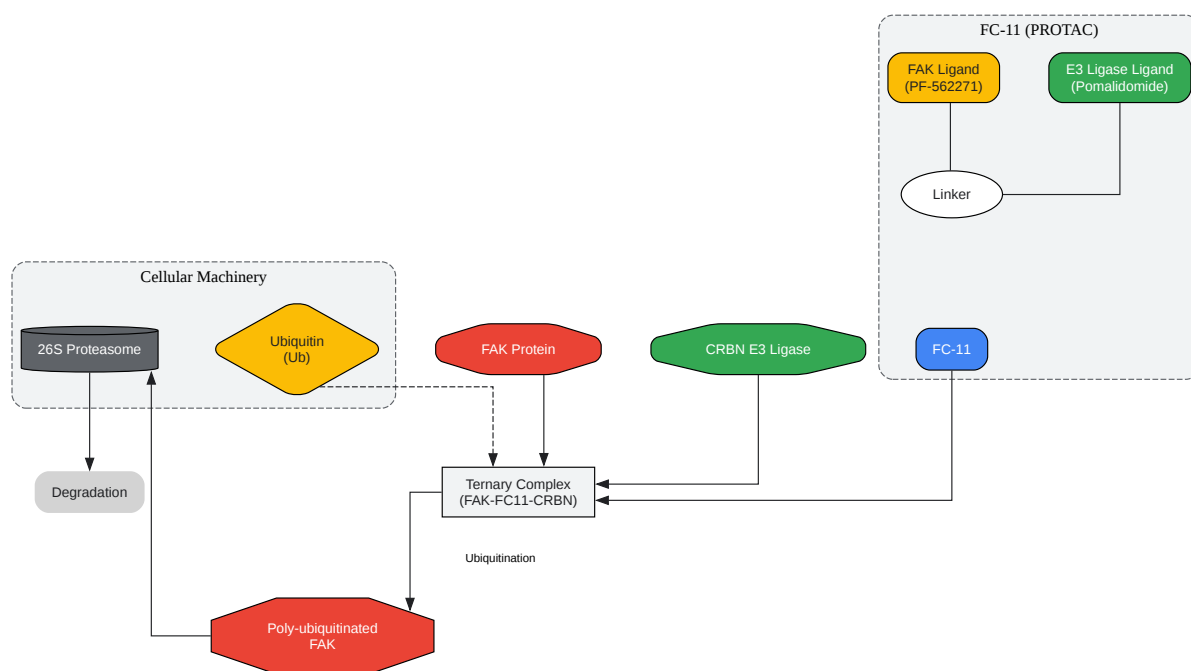 FC-11 (PROTAC)
FAK Ligand
(PF-562271)
E3 Ligase Ligand
(Pomalidomide)
Linker
Cellular Machinery
26S Proteasome
Ubiquitin
(Ub)
FAK Protein
CRBN E3 Ligase
FC-11
Degradation
Ternary Complex
(FAK-FC11-CRBN)
Ubiquitination
Poly-ubiquitinated
FAK